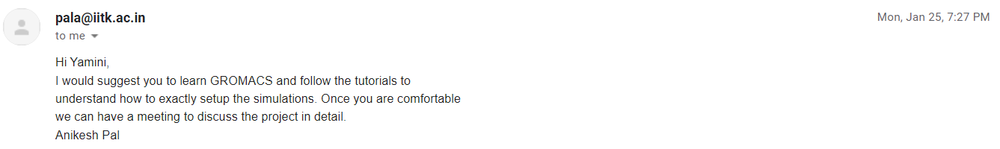 pala@iitk.ac.in
Mon, Jan 25, 7:27 PM
to me
Hi Yamini,
I would suggest you to learn GROMACS and follow the tutorials to
understand how to exactly setup the simulations. Once you are comfortable
we can have a meeting to discuss the project in detail.
Anikesh Pal